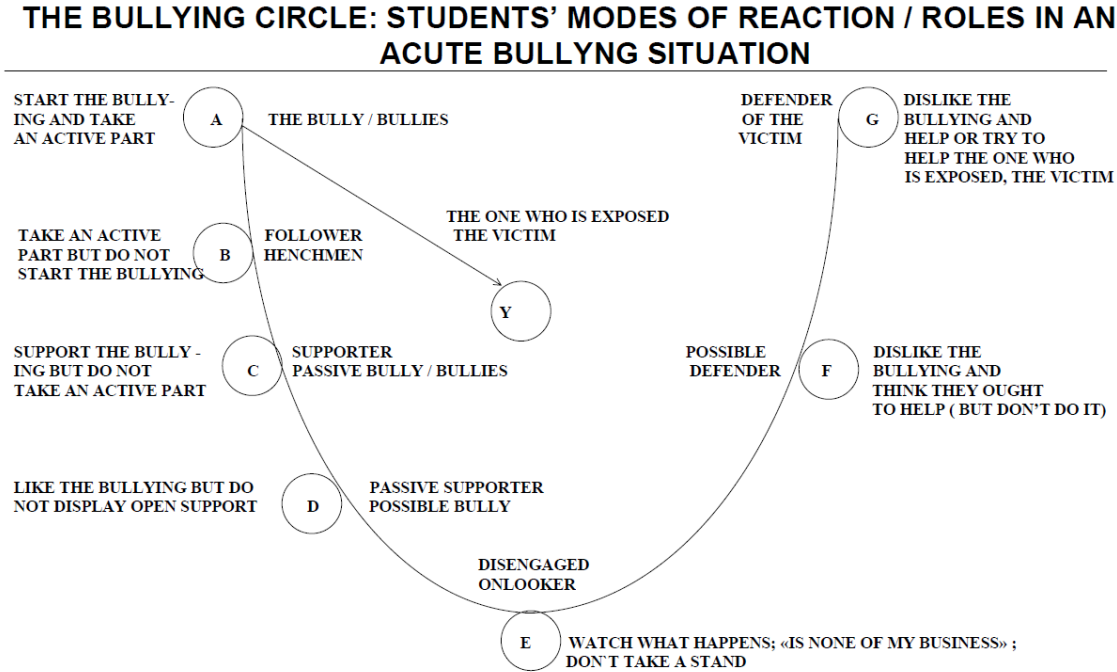 THE BULLYING CIRCLE: STUDENTS' MODES OF REACTION / ROLES IN AN
ACUTE BULLYNG SITUATION
START THE BULLY-
ING AND TAKE
AN ACTIVE PART
A
THE BULLY / BULLIES
DEFENDER
OF THE
VICTIM
G
DISLIKE THE
BULLYING AND
HELP OR TRY TO
HELP THE ONE WHO
IS EXPOSED, THE VICTIM
TAKE AN ACTIVE
PART BUT DO NOT
START THE BULLYING
B
FOLLOWER
HENCHMEN
THE ONE WHO IS EXPOSED
THE VICTIM
Y
SUPPORT THE BULLY -
ING BUT DO NOT
TAKE AN ACTIVE PART
C
SUPPORTER
PASSIVE BULLY / BULLIES
POSSIBLE
DEFENDER
F
DISLIKE THE
BULLYING AND
THINK THEY OUGHT
TO HELP ( BUT DON'T DO IT)
LIKE THE BULLYING BUT DO
NOT DISPLAY OPEN SUPPORT
D
PASSIVE SUPPORTER
POSSIBLE BULLY
DISENGAGED
ONLOOKER
E
WATCH WHAT HAPPENS; «IS NONE OF MY BUSINESS» ;
DON`T TAKE A STAND